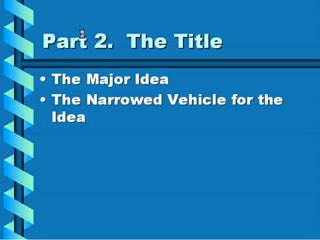 Part 2. The Title
• The Major Idea
• The Narrowed Vehicle for the
Idea